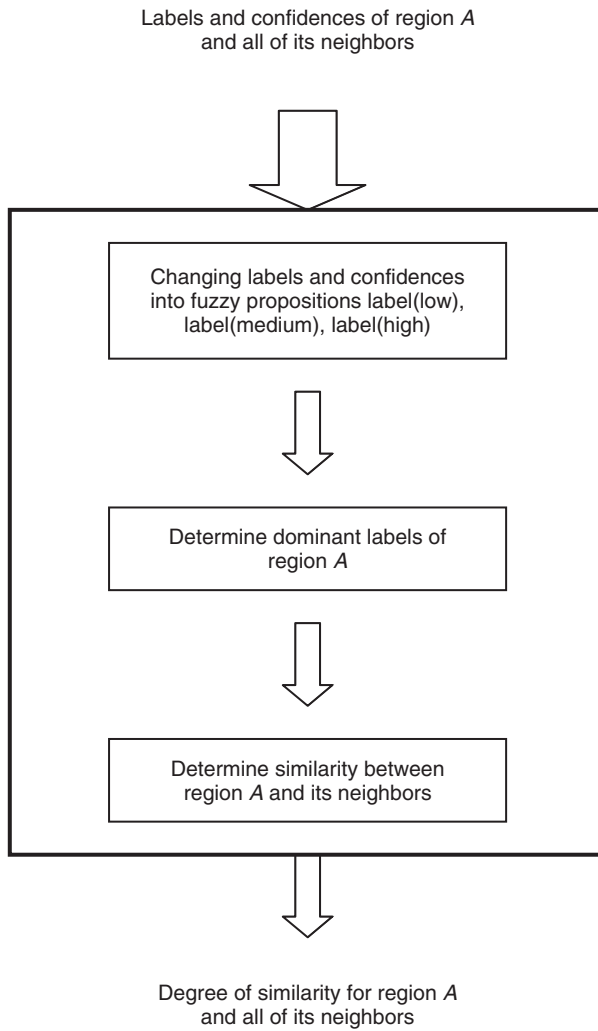 Labels and confidences of region A
and all of its neighbors
Changing labels and confidences
into fuzzy propositions label(low),
label(medium), label(high)
Determine dominant labels of
region A
Determine similarity between
region A and its neighbors
Degree of similarity for region A
and all of its neighbors